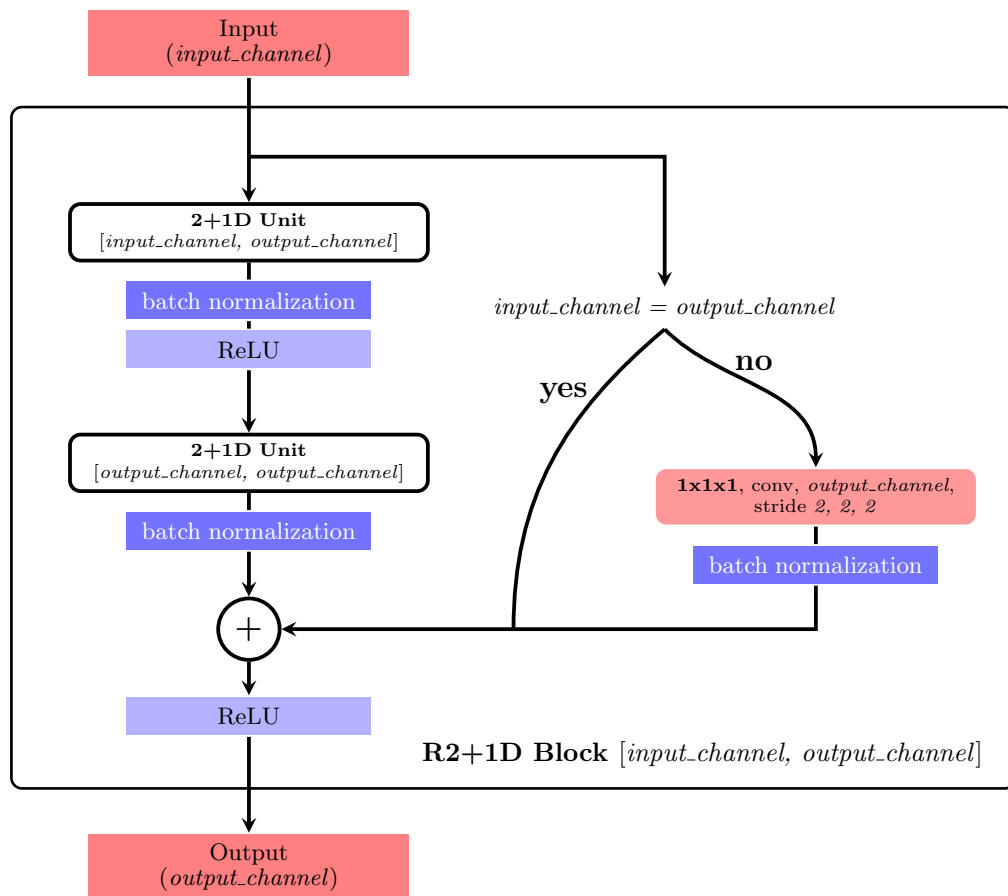 Input
(input_channel)
2+1D Unit
[input_channel, output_channel]
batch normalization
ReLU
input_channel = output_channel
yes
no
2+1D Unit
[output_channel, output_channel]
1x1x1, conv, output_channel,
stride 2, 2, 2
batch normalization
batch normalization
+
ReLU
R2+1D Block [input_channel, output_channel]
Output
(output_channel)